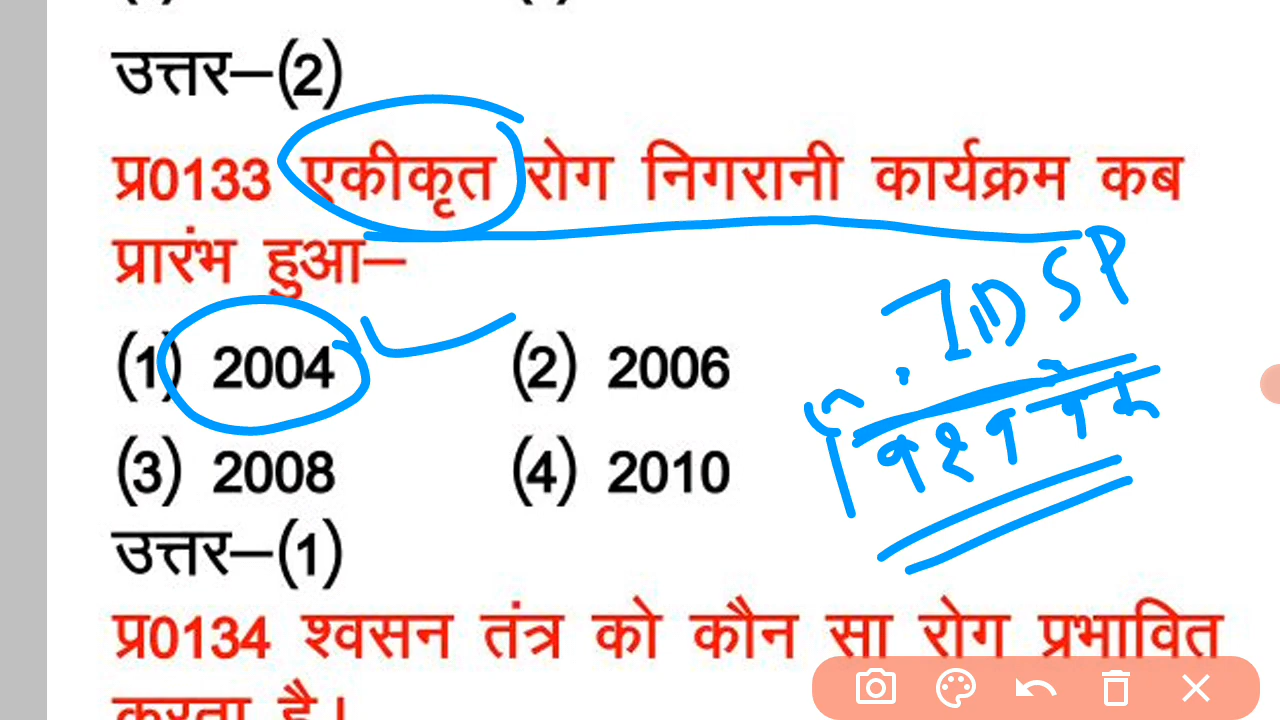 उत्तर–(2)
प्र0133 एकीकृत रोग निगरानी कार्यक्रम कब
प्रारंभ हुआ–
IDSP
(1) 2004 (2) 2006
(3) 2008 (4) 2010
उत्तर–(1)
प्र0134 श्वसन तंत्र को कौन सा रोग प्रभावित
करता है।